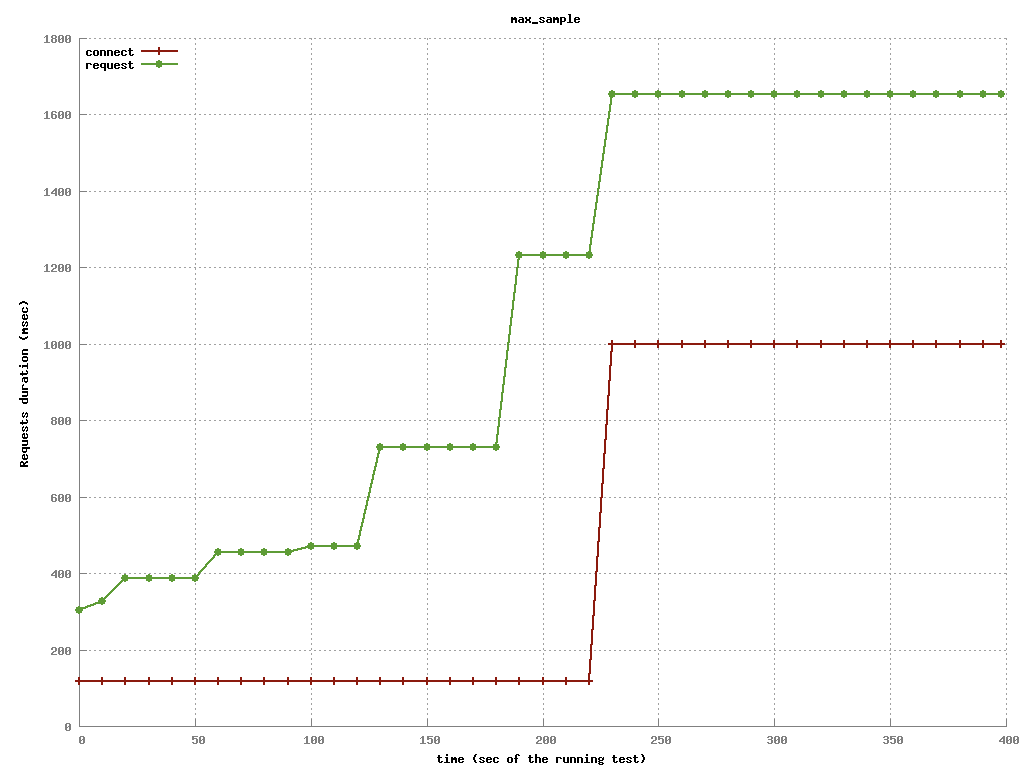 max_sample
connect
request
1800
1600
1400
1200
1000
800
600
400
200
0
Requests duration (msec)
0 50 100 150 200 250 300 350 400
time (sec of the running test)